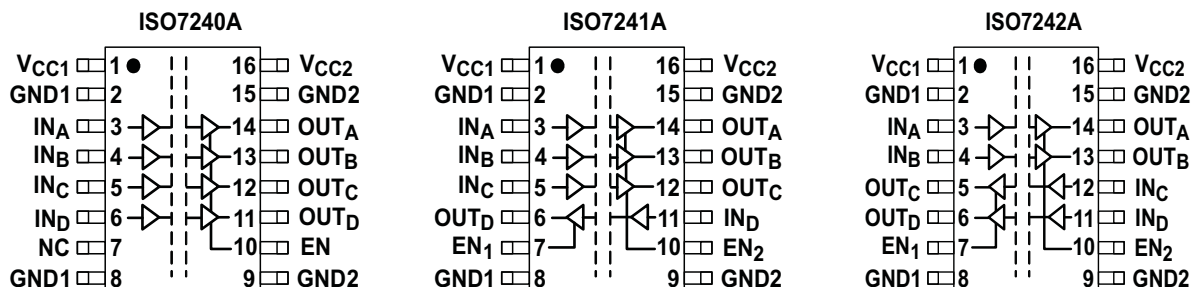 ISO7240A
VCC1 1 16 VCC2
GND1 2 15 GND2
INA 3 14 OUTA
INB 4 13 OUTB
INC 5 12 OUTC
IND 6 11 OUTD
NC 7 10 EN
GND1 8 9 GND2
ISO7241A
VCC1 1 16 VCC2
GND1 2 15 GND2
INA 3 14 OUTA
INB 4 13 OUTB
INC 5 12 OUTC
OUTD 6 11 IND
EN1 7 10 EN2
GND1 8 9 GND2
ISO7242A
VCC1 1 16 VCC2
GND1 2 15 GND2
INA 3 14 OUTA
INB 4 13 OUTB
OUTC 5 12 INC
OUTD 6 11 IND
EN1 7 10 EN2
GND1 8 9 GND2